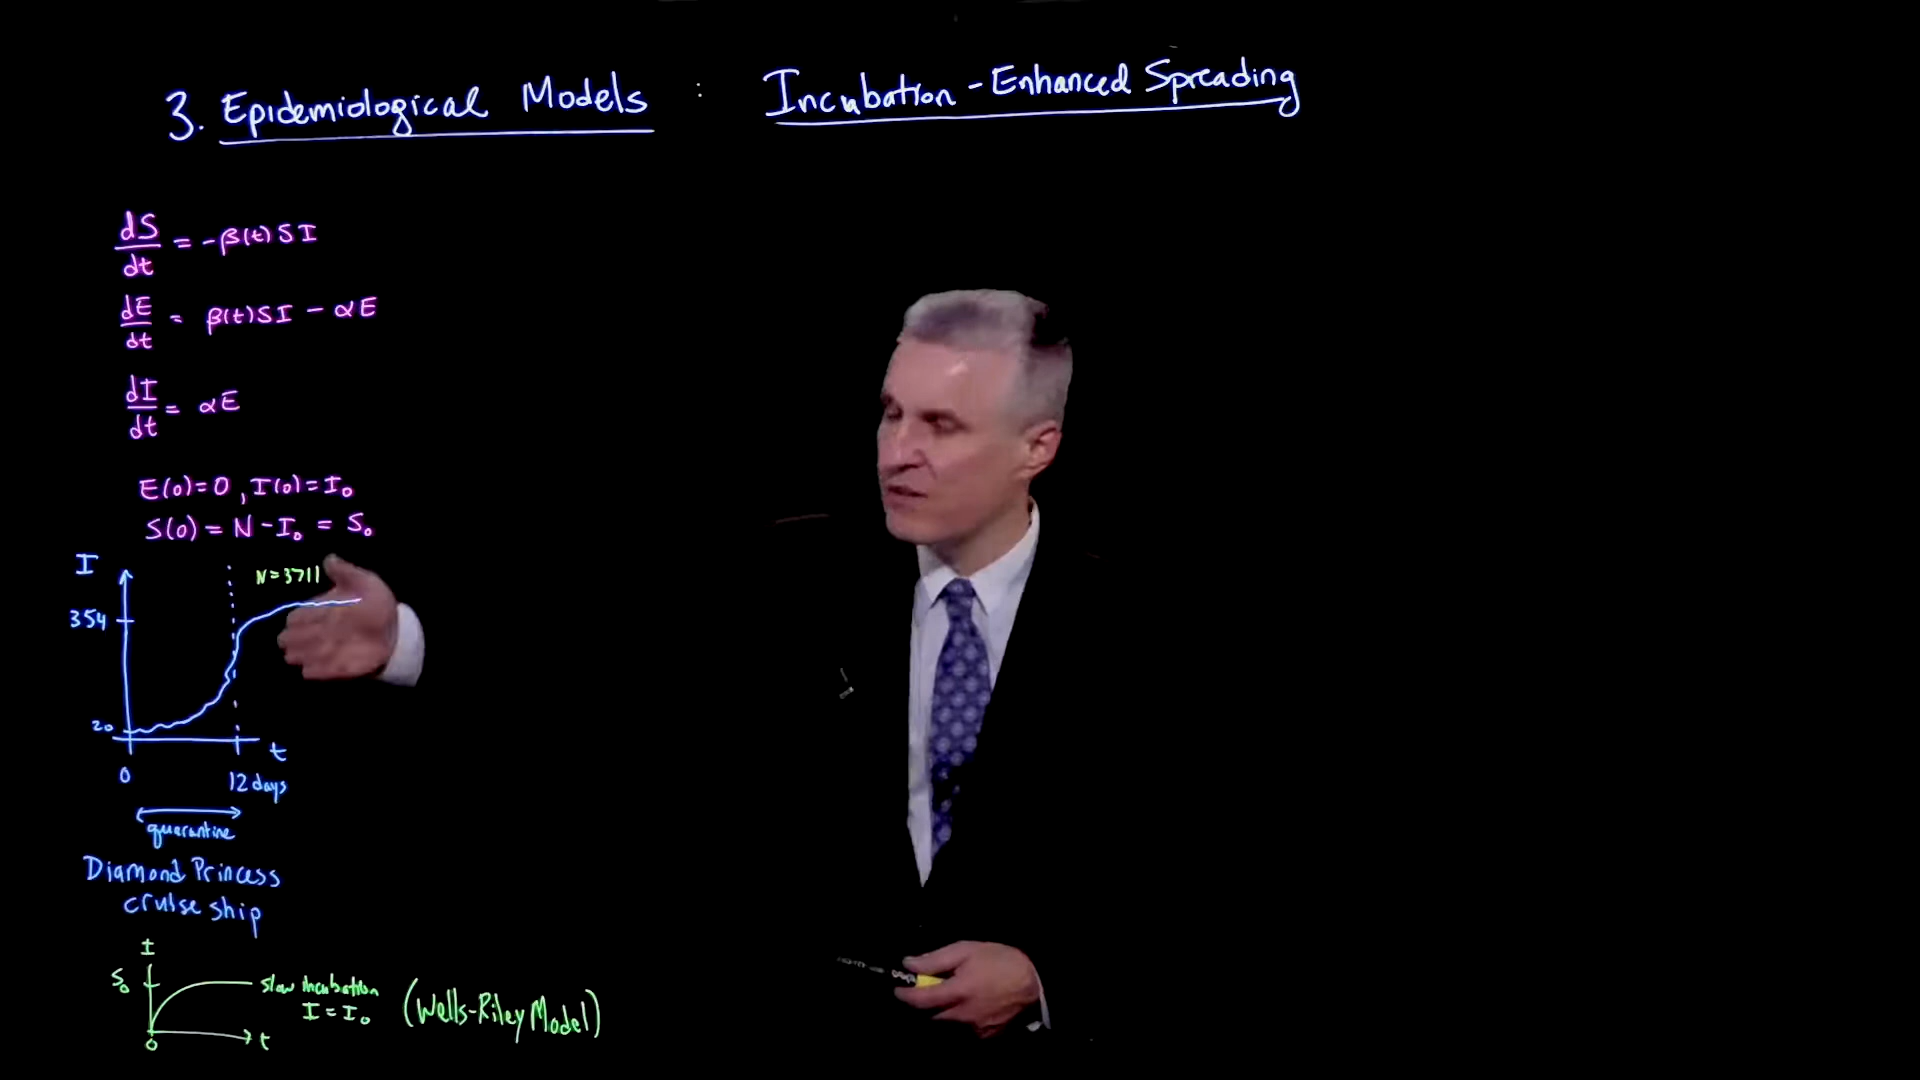 3. Epidemiological Models : Incubation-Enhanced Spreading
dS/dt = -β(t)SI
dE/dt = β(t)SI - αE
dI/dt = αE
E(0)=0, I(0)=I₀
S(0)=N-I₀=S₀
I
N=3711
354
20
t
0
12 days
quarantine
Diamond Princess
cruise ship
I
S₀
slow incubation
I=I₀
(Wells-Riley Model)
0
t